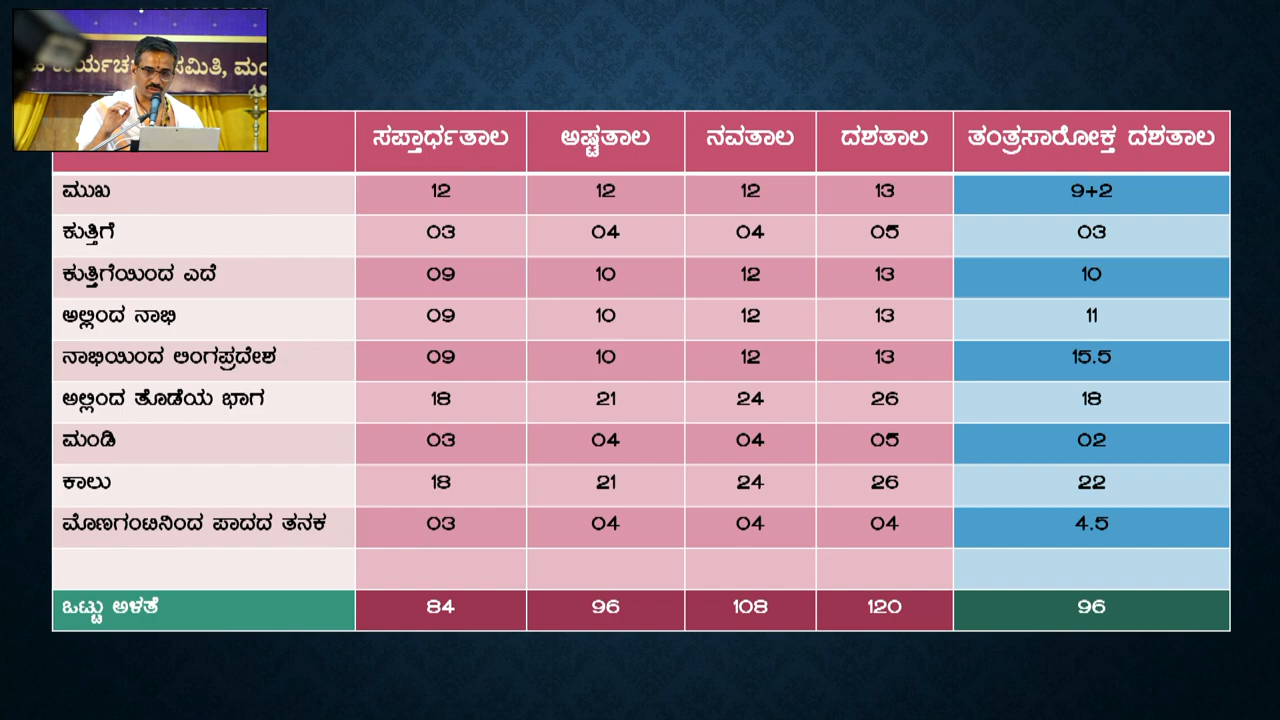 ಕಾರ್ಯಚ ಸಮಿತಿ, ಮಂ
ಸಪ್ತಾರ್ಧತಾಲ ಅಷ್ಟತಾಲ ನವತಾಲ ದಶತಾಲ ತಂತ್ರಸಾರೋಕ್ತ ದಶತಾಲ
ಮುಖ 12 12 12 13 9+2
ಕುತ್ತಿಗೆ 03 04 04 05 03
ಕುತ್ತಿಗೆಯಿಂದ ಎದೆ 09 10 12 13 10
ಅಲ್ಲಿಂದ ನಾಭಿ 09 10 12 13 11
ನಾಭಿಯಿಂದ ಲಿಂಗಪ್ರದೇಶ 09 10 12 13 15.5
ಅಲ್ಲಿಂದ ತೊಡೆಯ ಭಾಗ 18 21 24 26 18
ಮಂಡಿ 03 04 04 05 02
ಕಾಲು 18 21 24 26 22
ಮೊಣಗಂಟಿನಿಂದ ಪಾದದ ತನಕ 03 04 04 04 4.5
ಒಟ್ಟು ಅಳತೆ 84 96 108 120 96